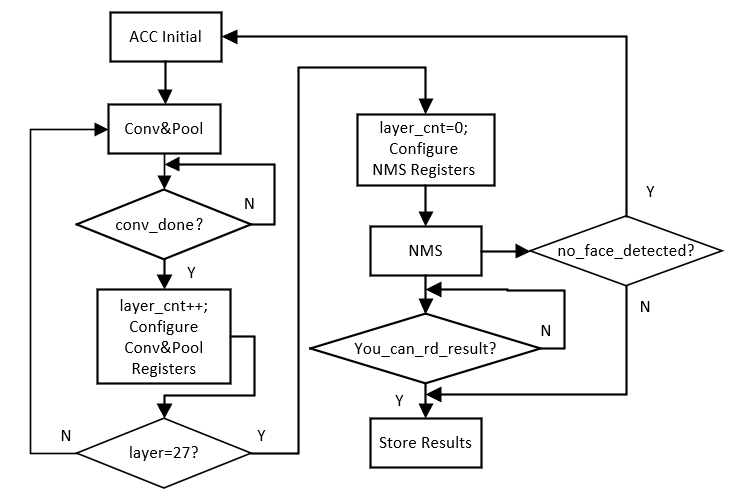 ACC Initial
Conv&Pool
conv_done?
N
Y
layer_cnt++;
Configure
Conv&Pool
Registers
N
layer=27?
Y
layer_cnt=0;
Configure
NMS Registers
NMS
no_face_detected?
Y
N
You_can_rd_result?
N
Y
Store Results